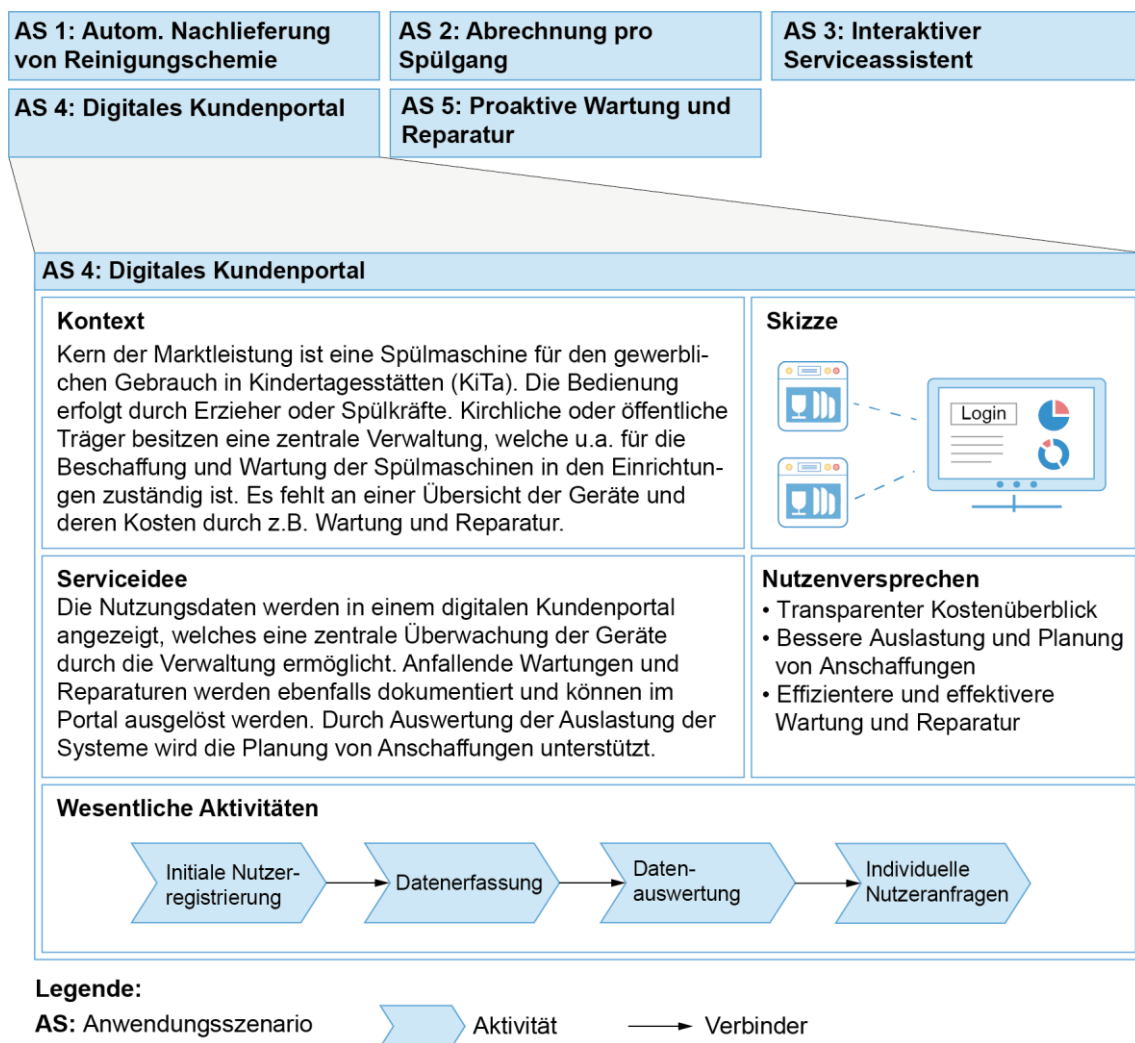 AS 1: Autom. Nachlieferung
von Reinigungschemie
AS 2: Abrechnung pro
Spülgang
AS 3: Interaktiver
Serviceassistent
AS 4: Digitales Kundenportal
AS 5: Proaktive Wartung und
Reparatur
AS 4: Digitales Kundenportal
Kontext
Kern der Marktleistung ist eine Spülmaschine für den gewerbli-
chen Gebrauch in Kindertagesstätten (KiTa). Die Bedienung
erfolgt durch Erzieher oder Spülkräfte. Kirchliche oder öffentliche
Träger besitzen eine zentrale Verwaltung, welche u.a. für die
Beschaffung und Wartung der Spülmaschinen in den Einrichtun-
gen zuständig ist. Es fehlt an einer Übersicht der Geräte und
deren Kosten durch z.B. Wartung und Reparatur.
Skizze
Login
Serviceidee
Die Nutzungsdaten werden in einem digitalen Kundenportal
angezeigt, welches eine zentrale Überwachung der Geräte
durch die Verwaltung ermöglicht. Anfallende Wartungen und
Reparaturen werden ebenfalls dokumentiert und können im
Portal ausgelöst werden. Durch Auswertung der Auslastung der
Systeme wird die Planung von Anschaffungen unterstützt.
Nutzenversprechen
• Transparenter Kostenüberblick
• Bessere Auslastung und Planung
von Anschaffungen
• Effizientere und effektivere
Wartung und Reparatur
Wesentliche Aktivitäten
Initiale Nutzer-
registrierung
Datenerfassung
Daten-
auswertung
Individuelle
Nutzeranfragen
Legende:
AS: Anwendungsszenario
Aktivität
Verbinder